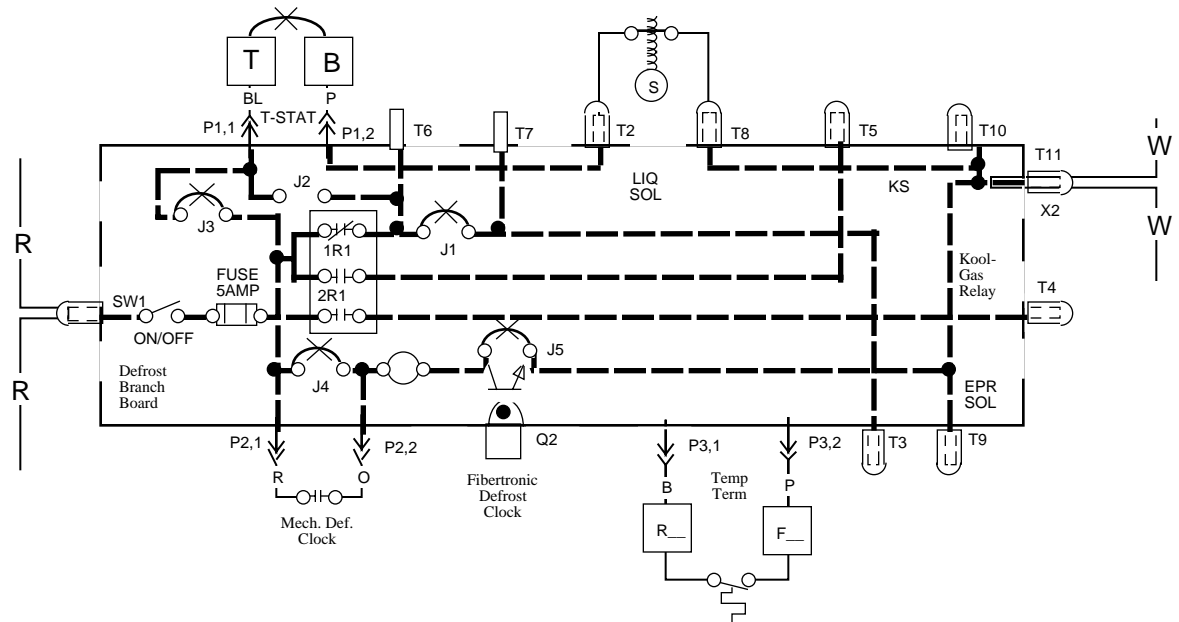 T
B
S
BL
P
T-STAT
P1,1
P1,2
T6
T7
T2
T8
T5
T10
W
T11
LIQ
SOL
KS
J2
X2
W
J3
R
1R1
J1
FUSE
5AMP
Kool-
Gas
Relay
SW1
2R1
T4
ON/OFF
J5
Defrost
Branch
Board
J4
R
EPR
SOL
P2,1
P2,2
Q2
P3,1
P3,2
T3
T9
R
O
Fibertronic
Defrost
Clock
B
Temp
Term
P
Mech. Def.
Clock
R__
F__